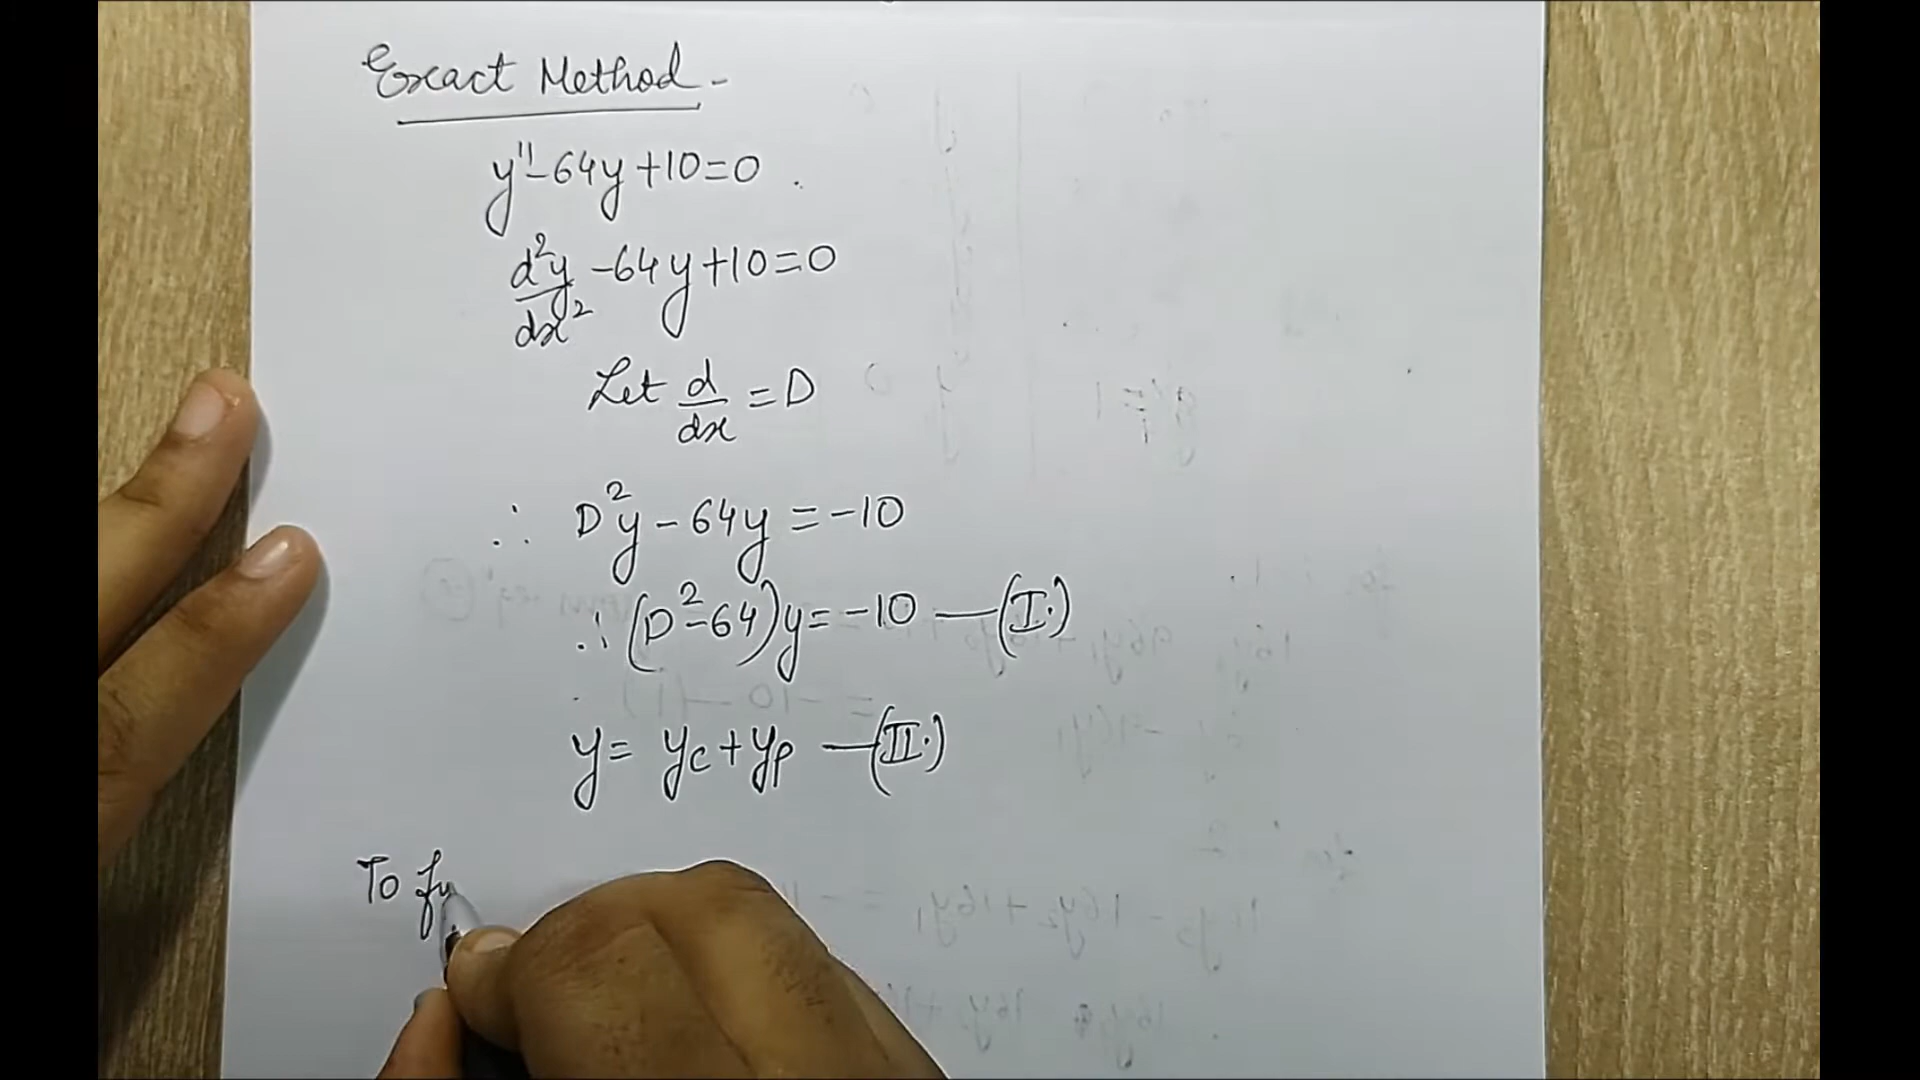 Exact Method -
y'' - 64y + 10 = 0
d²y/dx² - 64y + 10 = 0
Let d/dx = D
∴ D²y - 64y = -10
∴ (D² - 64)y = -10 — (I.)
y = yc + yp — (II.)
To